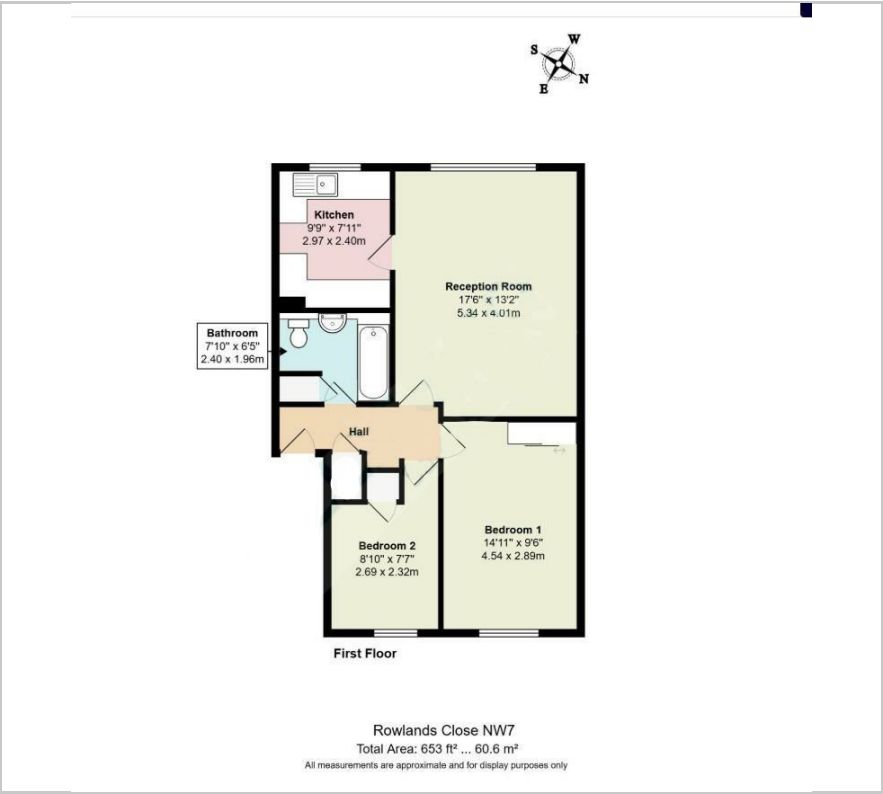 W
S
N
E
Kitchen
9'9" x 7'11"
2.97 x 2.40m
Reception Room
17'6" x 13'2"
5.34 x 4.01m
Bathroom
7'10" x 6'5"
2.40 x 1.96m
Hall
Bedroom 1
14'11" x 9'6"
4.54 x 2.89m
Bedroom 2
8'10" x 7'7"
2.69 x 2.32m
First Floor
Rowlands Close NW7
Total Area: 653 ft² ... 60.6 m²
All measurements are approximate and for display purposes only